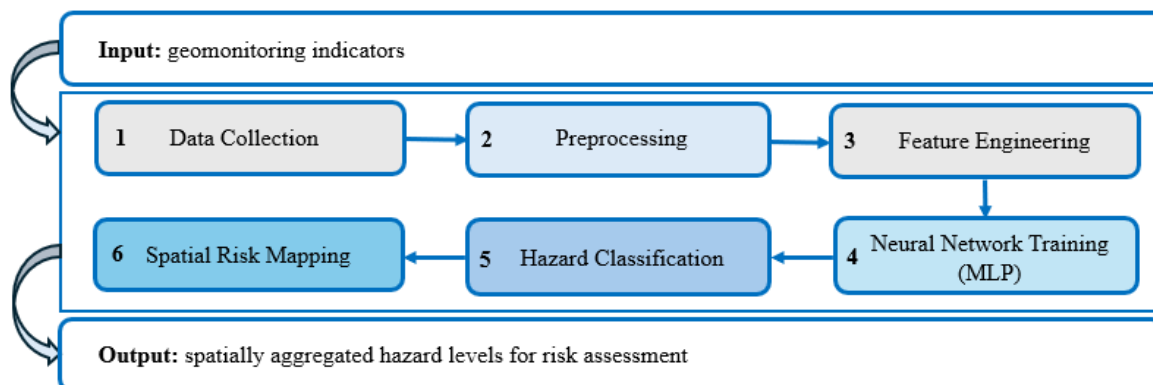 Input: geomonitoring indicators
1 Data Collection
2 Preprocessing
3 Feature Engineering
4 Neural Network Training
(MLP)
5 Hazard Classification
6 Spatial Risk Mapping
Output: spatially aggregated hazard levels for risk assessment